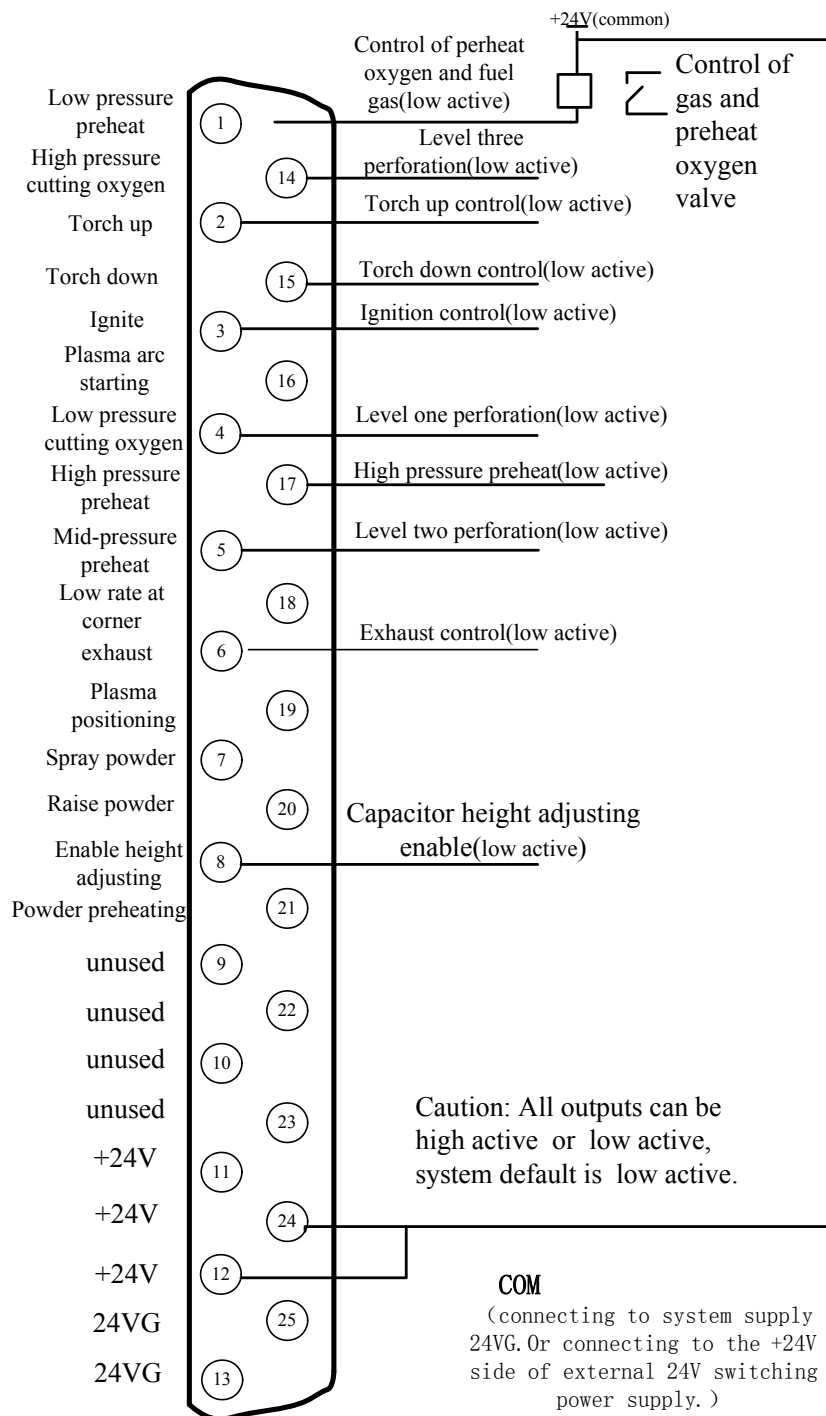 +24V(common)
Control of perheat
oxygen and fuel
gas(low active)
Control of
gas and
preheat
oxygen
valve
Low pressure
preheat
1
Level three
perforation(low active)
High pressure
cutting oxygen
14
Torch up control(low active)
Torch up
2
Torch down
15
Torch down control(low active)
Ignite
3
Ignition control(low active)
Plasma arc
starting
16
Low pressure
cutting oxygen
4
Level one perforation(low active)
High pressure
preheat
17
High pressure preheat(low active)
Mid-pressure
preheat
5
Level two perforation(low active)
Low rate at
corner
18
exhaust
6
Exhaust control(low active)
Plasma
positioning
19
Spray powder
7
Raise powder
20
Capacitor height adjusting
enable(low active)
Enable height
adjusting
8
Powder preheating
21
unused
9
unused
22
unused
10
unused
23
Caution: All outputs can be
high active or low active,
system default is low active.
+24V
11
+24V
24
+24V
12
COM
(connecting to system supply
24VG.Or connecting to the +24V
side of external 24V switching
power supply.)
24VG
25
24VG
13